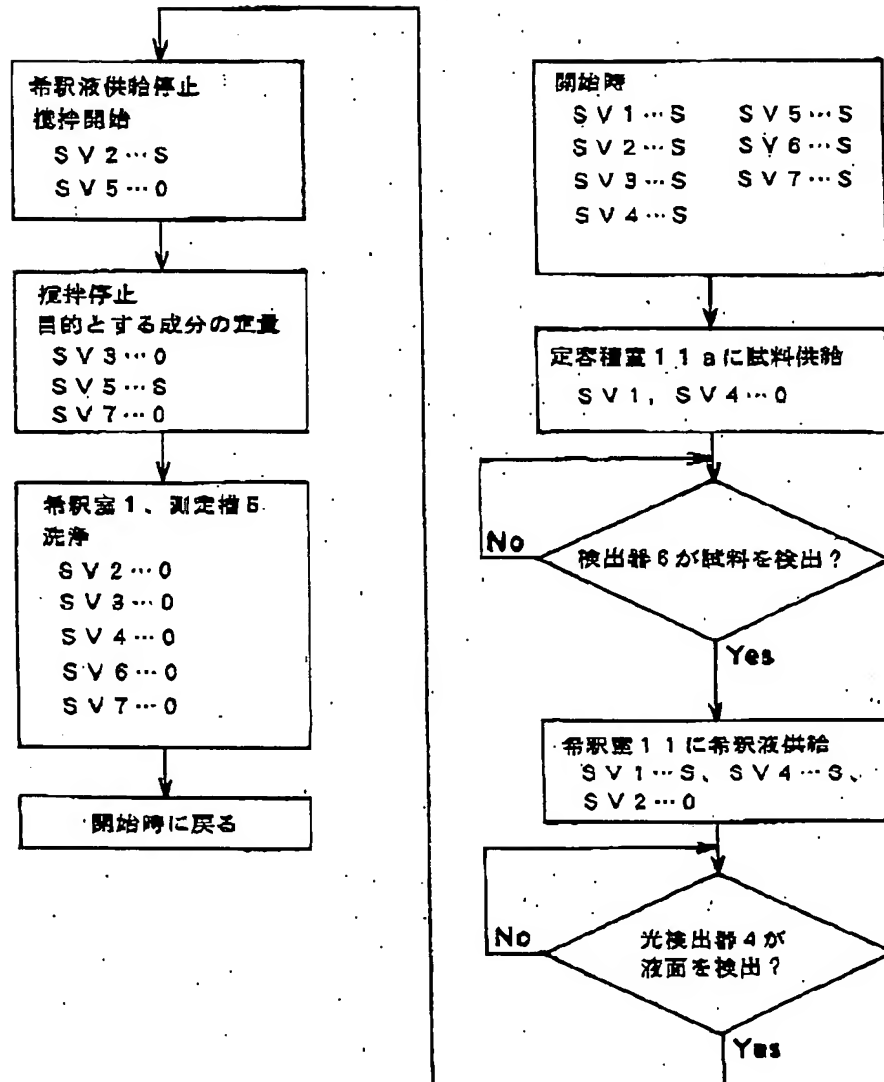 開始時
SV1…S SV5…S
SV2…S SV6…S
SV3…S SV7…S
SV4…S
定容積室11aに試料供給
SV1, SV4…O
検出器6が試料を検出?
No
Yes
希釈室11に希釈液供給
SV1…S、SV4…S、
SV2…O
光検出器4が
液面を検出?
No
Yes
希釈液供給停止
攪拌開始
SV2…S
SV5…O
攪拌停止
目的とする成分の定量
SV3…O
SV5…S
SV7…O
希釈室1、測定槽5
洗浄
SV2…O
SV3…O
SV4…O
SV6…O
SV7…O
開始時に戻る